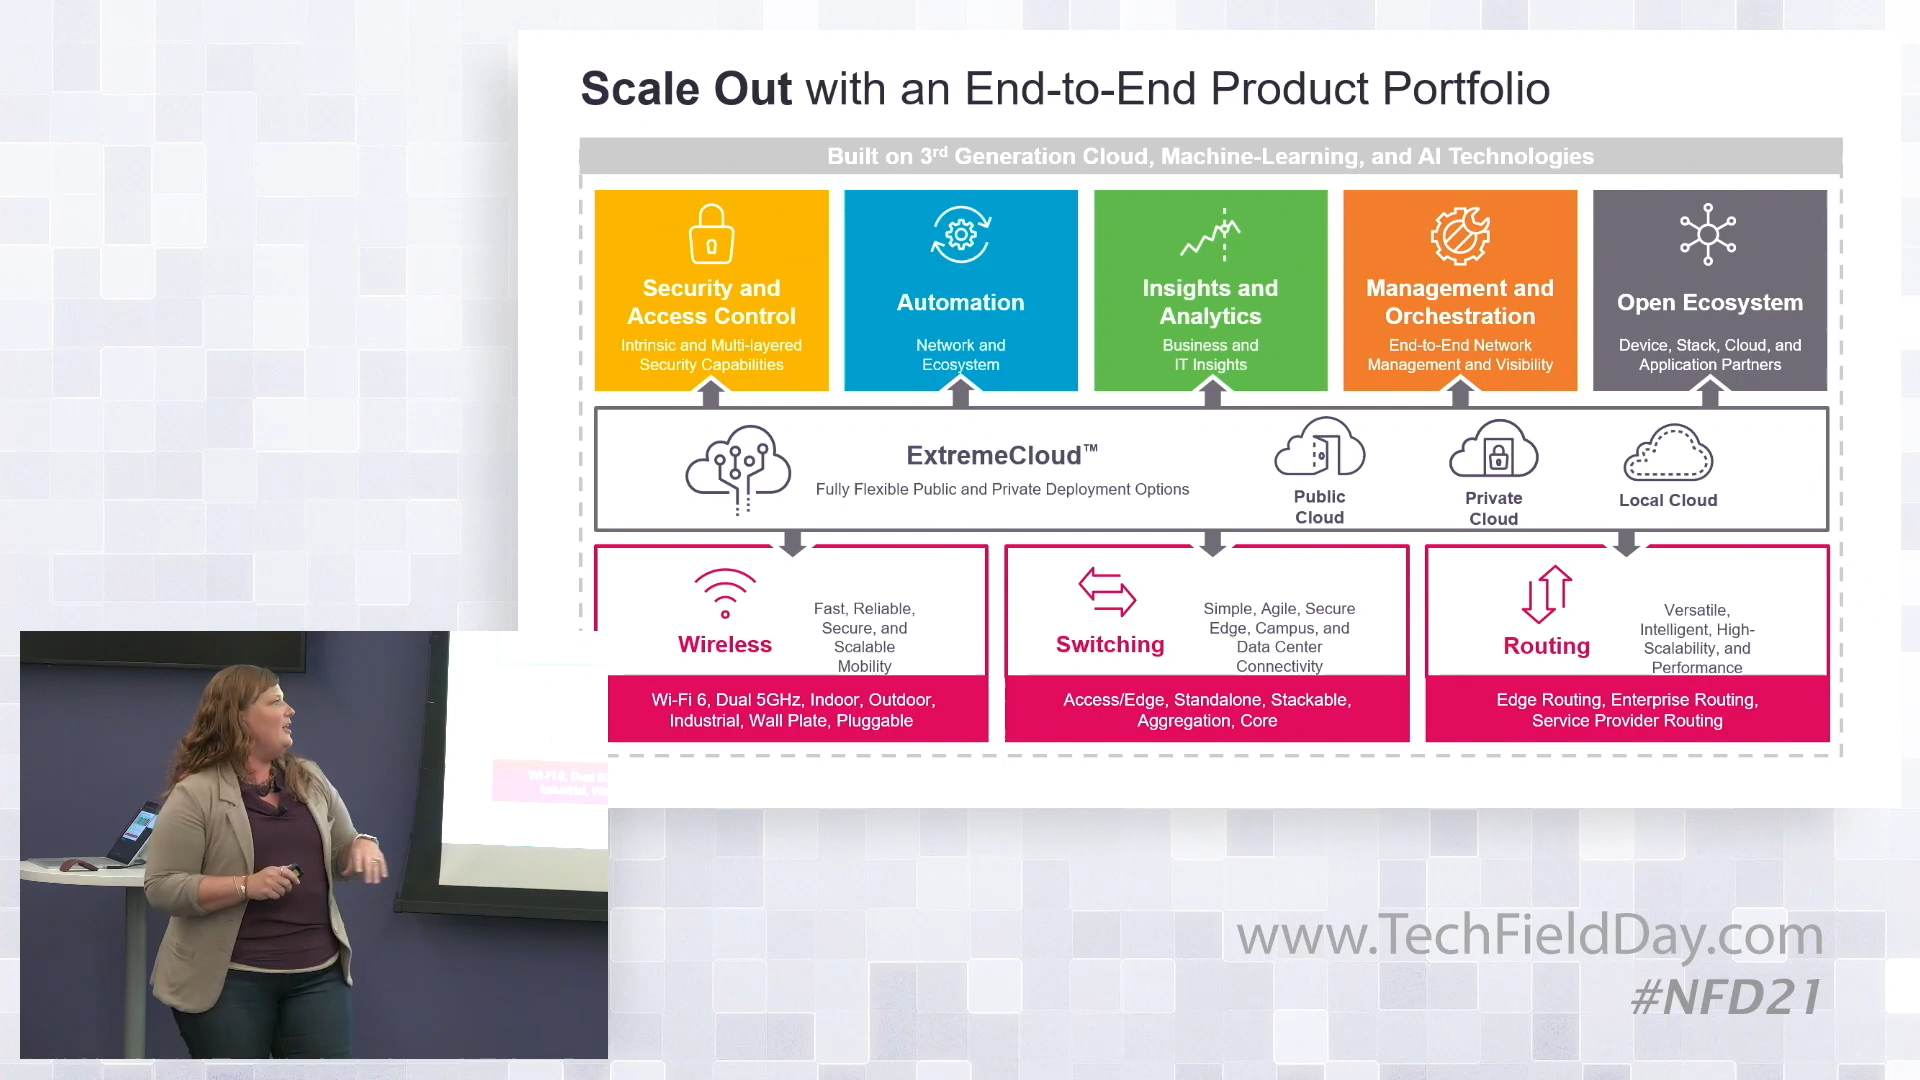 Scale Out with an End-to-End Product Portfolio
Built on 3rd Generation Cloud, Machine-Learning, and AI Technologies
Security and
Access Control
Intrinsic and Multi-layered
Security Capabilities
Automation
Network and
Ecosystem
Insights and
Analytics
Business and
IT Insights
Management and
Orchestration
End-to-End Network
Management and Visibility
Open Ecosystem
Device, Stack, Cloud, and
Application Partners
ExtremeCloud™
Fully Flexible Public and Private Deployment Options
Public
Cloud
Private
Cloud
Local Cloud
Wireless
Fast, Reliable,
Secure, and
Scalable
Mobility
Wi-Fi 6, Dual 5GHz, Indoor, Outdoor,
Industrial, Wall Plate, Pluggable
Switching
Simple, Agile, Secure
Edge, Campus, and
Data Center
Connectivity
Access/Edge, Standalone, Stackable,
Aggregation, Core
Routing
Versatile,
Intelligent, High-
Scalability, and
Performance
Edge Routing, Enterprise Routing,
Service Provider Routing
Wi-Fi 6, Dual
Industrial,
www.TechFieldDay.com
#NFD21